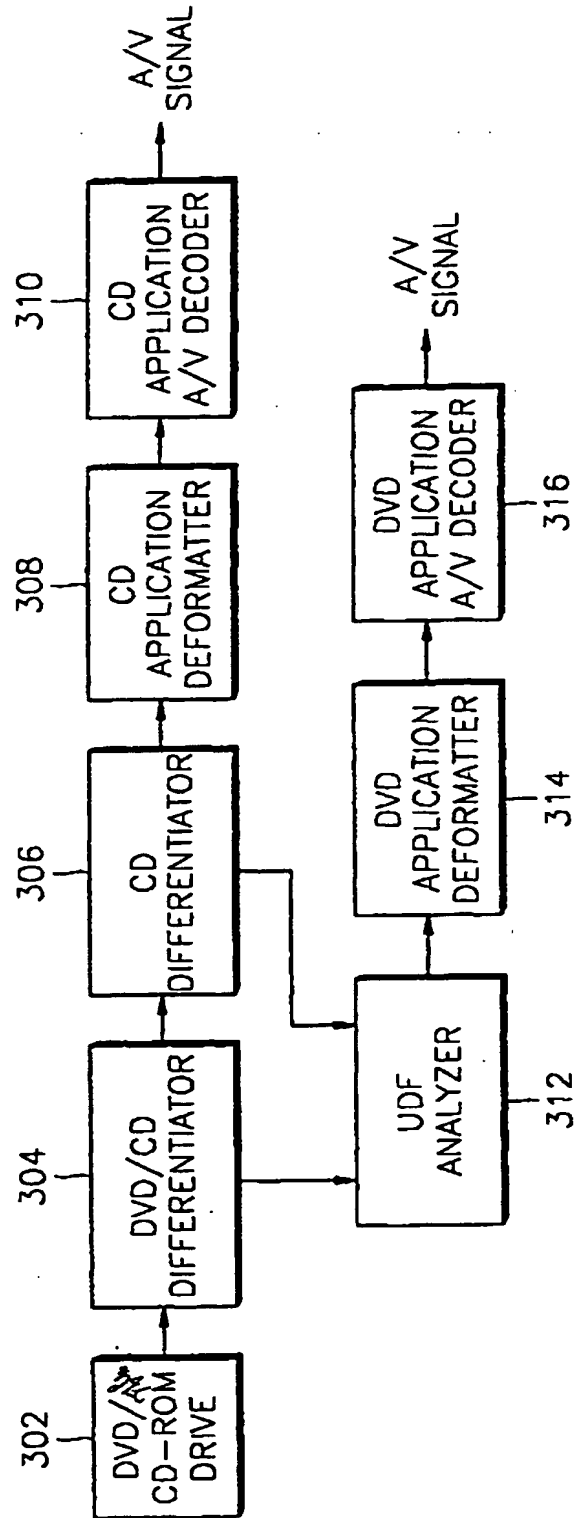 302
DVD/
CD-ROM
DRIVE
304
DVD/CD
DIFFERENTIATOR
306
CD
DIFFERENTIATOR
308
CD
APPLICATION
DEFORMATTER
310
CD
APPLICATION
A/V DECODER
A/V
SIGNAL
UDF
ANALYZER
312
DVD
APPLICATION
DEFORMATTER
314
DVD
APPLICATION
A/V DECODER
316
A/V
SIGNAL